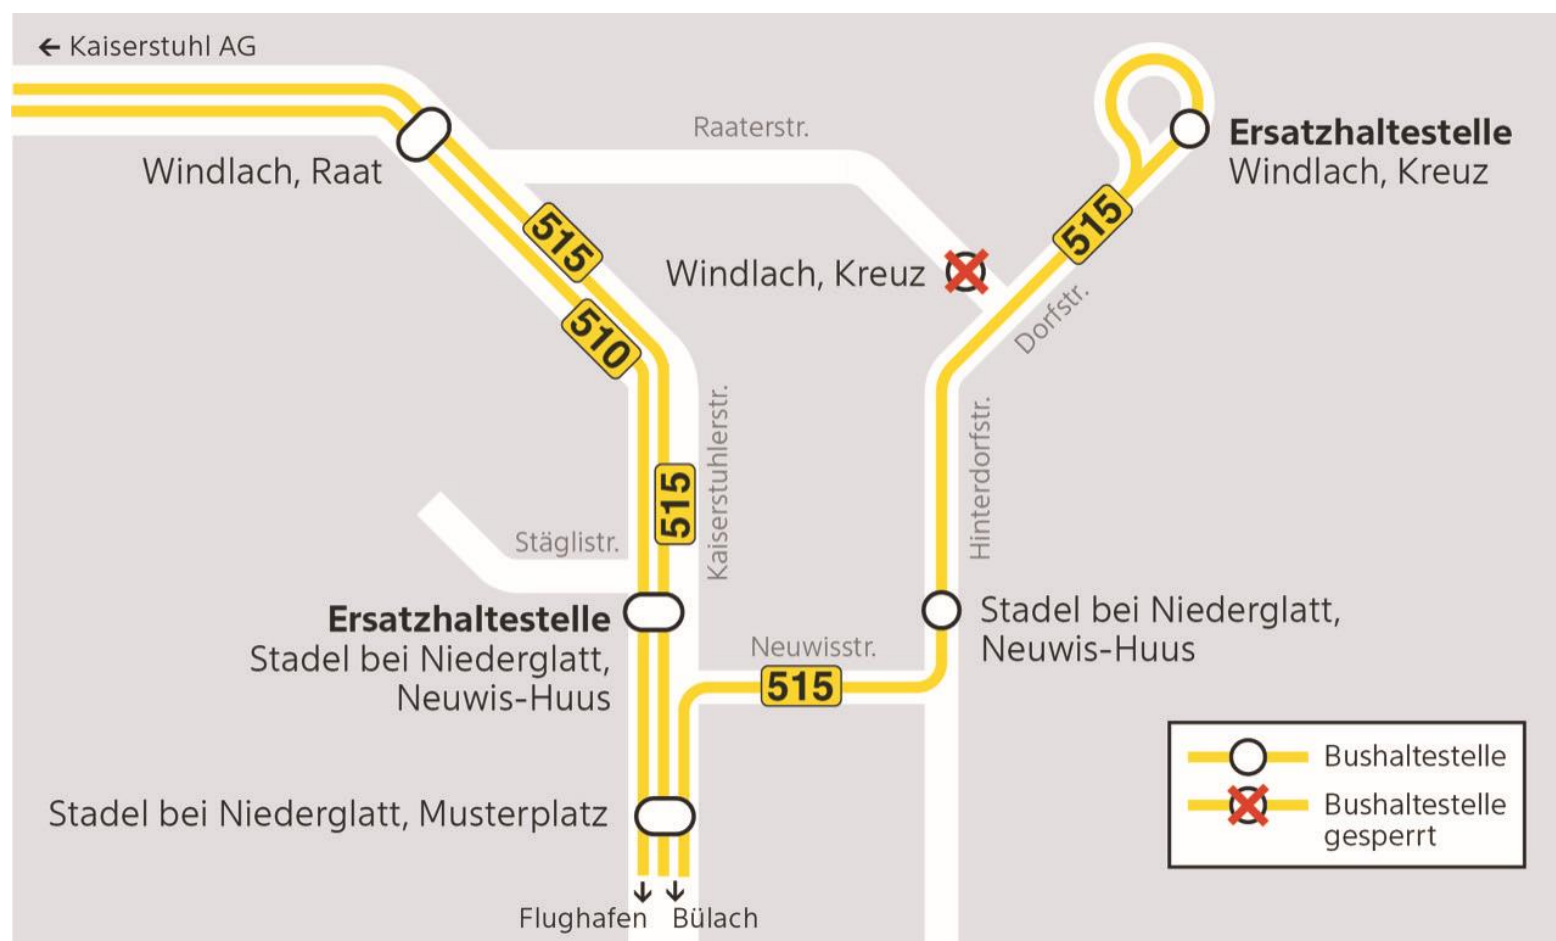 ← Kaiserstuhl AG
Raaterstr.
Ersatzhaltestelle
Windlach, Kreuz
Windlach, Raat
515
515
Windlach, Kreuz
510
Dorfstr.
Kaiserstuhlerstr.
Hinterdorfstr.
515
Stäglistr.
Ersatzhaltestelle
Stadel bei Niederglatt,
Neuwis-Huus
Stadel bei Niederglatt,
Neuwis-Huus
Neuwisstr.
515
Stadel bei Niederglatt, Musterplatz
Bushaltestelle
Bushaltestelle
gesperrt
Flughafen
Bülach